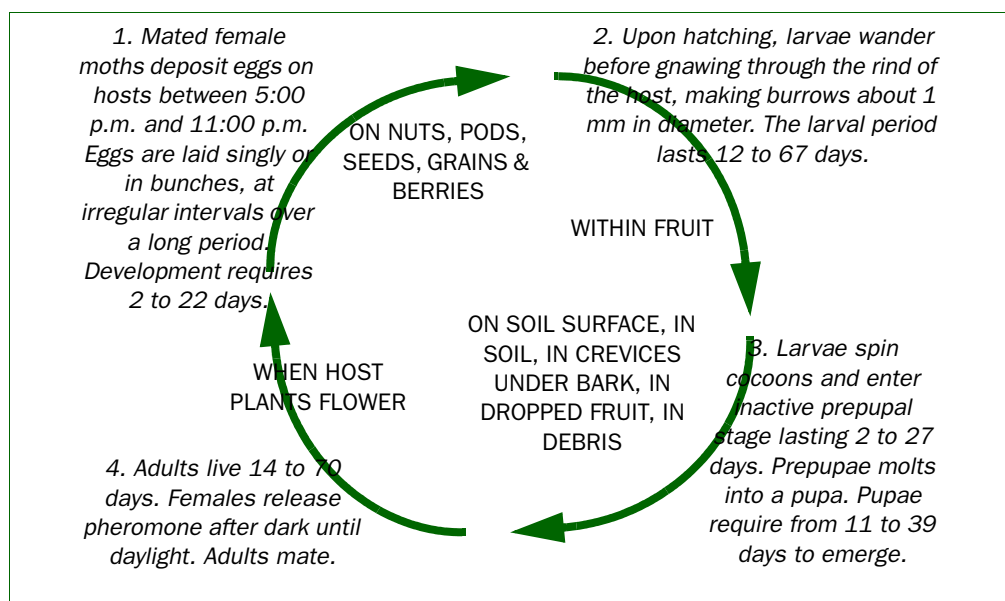 1. Mated female
moths deposit eggs on
hosts between 5:00
p.m. and 11:00 p.m.
Eggs are laid singly or
in bunches, at
irregular intervals over
a long period.
Development requires
2 to 22 days.
ON NUTS, PODS,
SEEDS, GRAINS &
BERRIES
2. Upon hatching, larvae wander
before gnawing through the rind of
the host, making burrows about 1
mm in diameter. The larval period
lasts 12 to 67 days.
WITHIN FRUIT
3. Larvae spin
cocoons and enter
inactive prepupal
stage lasting 2 to 27
days. Prepupae molts
into a pupa. Pupae
require from 11 to 39
days to emerge.
ON SOIL SURFACE, IN
SOIL, IN CREVICES
UNDER BARK, IN
DROPPED FRUIT, IN
DEBRIS
4. Adults live 14 to 70
days. Females release
pheromone after dark until
daylight. Adults mate.
WHEN HOST
PLANTS FLOWER